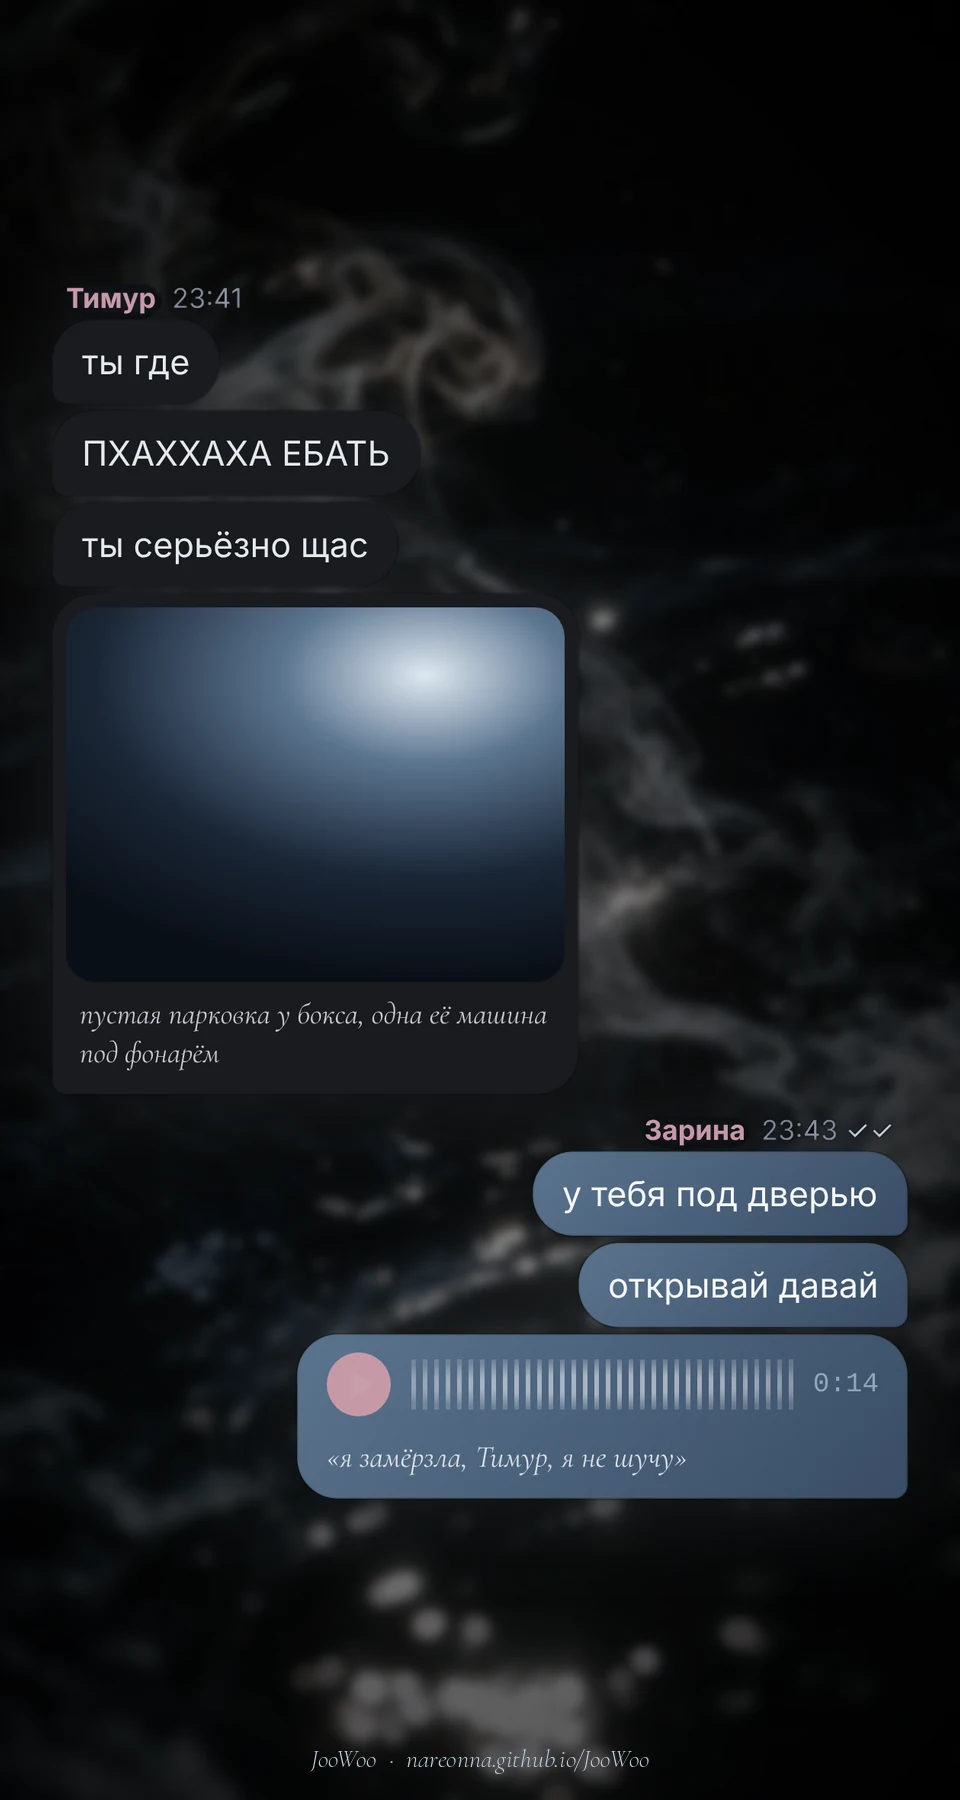 Тимур 23:41
ты где
ПХАХХАХА ЕБАТЬ
ты серьёзно щас
пустая парковка у бокса, одна её машина
под фонарём
Зарина 23:43 ✓✓
у тебя под дверью
открывай давай
0:14
«я замёрзла, Тимур, я не шучу»
JooWoo · nareonna.github.io/JooWoo